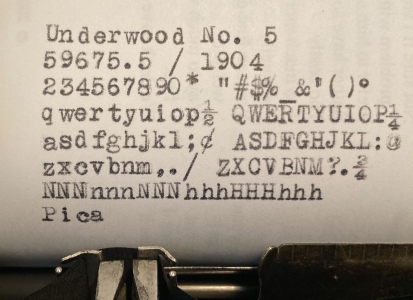 Underwood No. 5
59675.5 / 1904
234567890* "#$%_&'()°
qwertyuiop½ QWERTYUIOP¼
asdfghjkl;¢ ASDFGHJKL:@
zxcvbnm,./ ZXCVBNM?.¾
NNNnnnNNNhhhHHHhhh
Pica